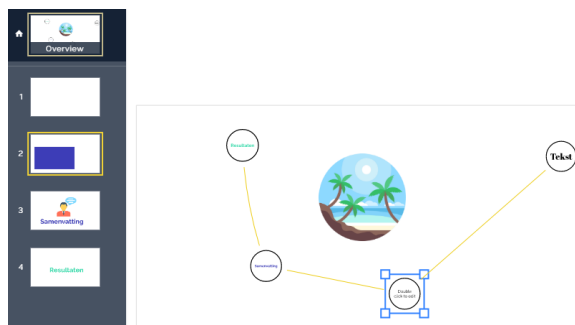 Overview
1
2
3
Samenvatting
4
Resultaten
Resultaten
Tekst
Samenvatting
Double
click to edit